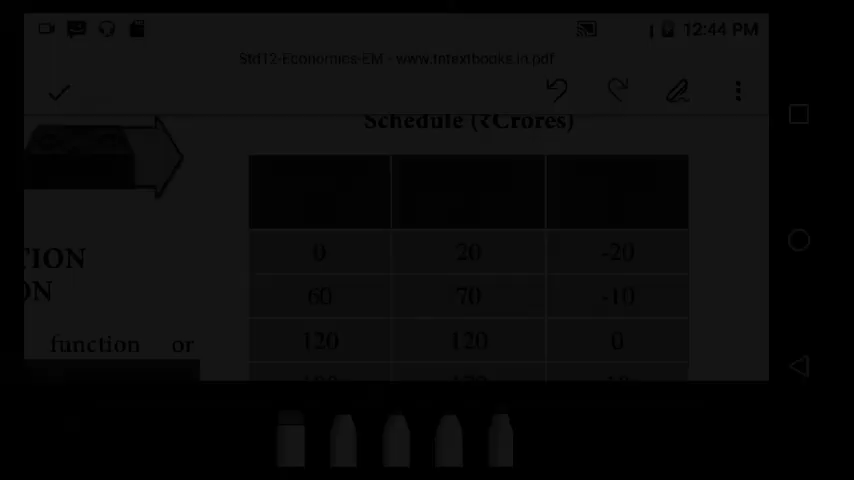 12:44 PM
Std12-Economics-EM - www.tntextbooks.in.pdf
Schedule (₹Crores)
0 20 -20
TION
60 70 -10
ON
function or
120 120 0